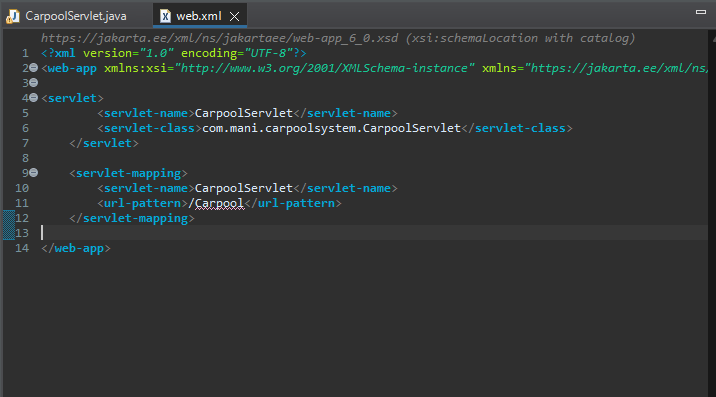 CarpoolServlet.java web.xml
https://jakarta.ee/xml/ns/jakartaee/web-app_6_0.xsd (xsi:schemaLocation with catalog)
1 <?xml version="1.0" encoding="UTF-8"?>
2 <web-app xmlns:xsi="http://www.w3.org/2001/XMLSchema-instance" xmlns="https://jakarta.ee/xml/ns/
3
4 <servlet>
5 <servlet-name>CarpoolServlet</servlet-name>
6 <servlet-class>com.mani.carpoolsystem.CarpoolServlet</servlet-class>
7 </servlet>
8
9 <servlet-mapping>
10 <servlet-name>CarpoolServlet</servlet-name>
11 <url-pattern>/Carpool</url-pattern>
12 </servlet-mapping>
13
14 </web-app>